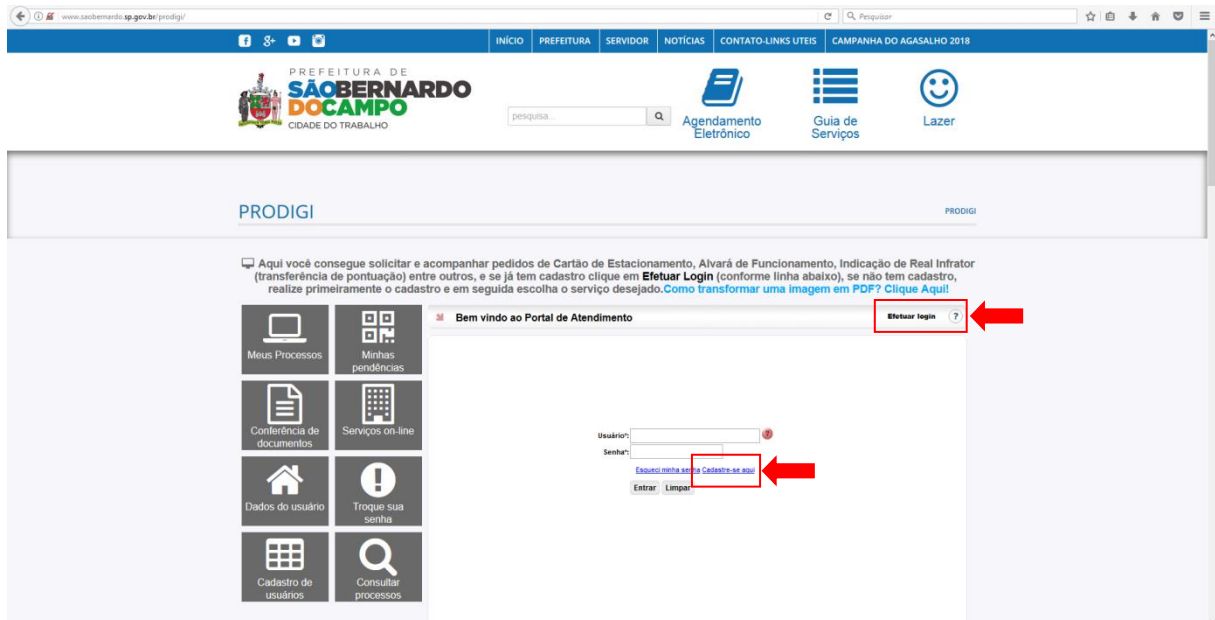 www.saobernardo.sp.gov.br/prodigi/
Pesquisar
INÍCIO PREFEITURA SERVIDOR NOTÍCIAS CONTATO-LINKS UTEIS CAMPANHA DO AGASALHO 2018
PREFEITURA DE
SÃOBERNARDO
DOCAMPO
CIDADE DO TRABALHO
pesquisa...
Agendamento
Eletrônico
Guia de
Serviços
Lazer
PRODIGI
PRODIGI
Aqui você consegue solicitar e acompanhar pedidos de Cartão de Estacionamento, Alvará de Funcionamento, Indicação de Real Infrator
(transferência de pontuação) entre outros, e se já tem cadastro clique em Efetuar Login (conforme linha abaixo), se não tem cadastro,
realize primeiramente o cadastro e em seguida escolha o serviço desejado.Como transformar uma imagem em PDF? Clique Aqui!
Bem vindo ao Portal de Atendimento
Efetuar login ?
Meus Processos
Minhas
pendências
Conferência de
documentos
Serviços on-line
Dados do usuário
Troque sua
senha
Cadastro de
usuários
Consultar
processos
Usuário*: ?
Senha*:
Esqueci minha senha Cadastre-se aqui
Entrar Limpar